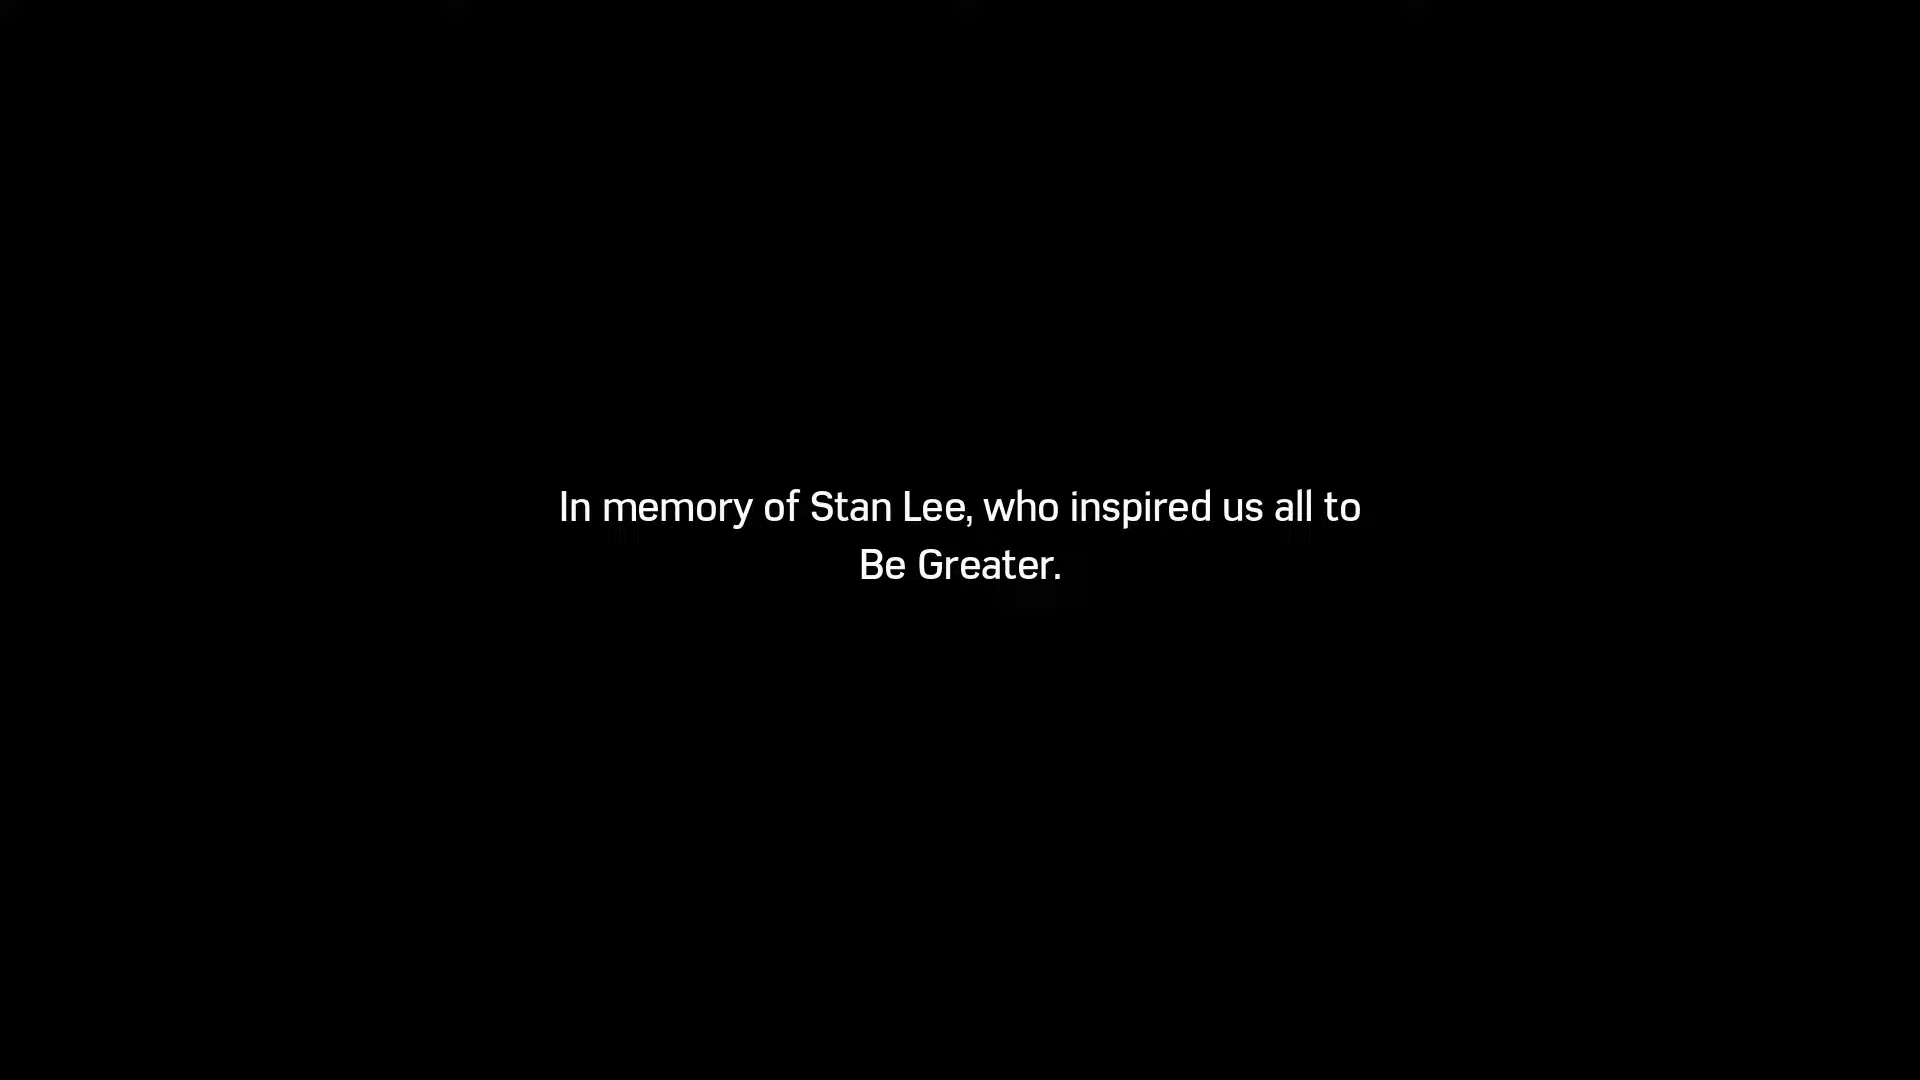 In memory of Stan Lee, who inspired us all to
Be Greater.